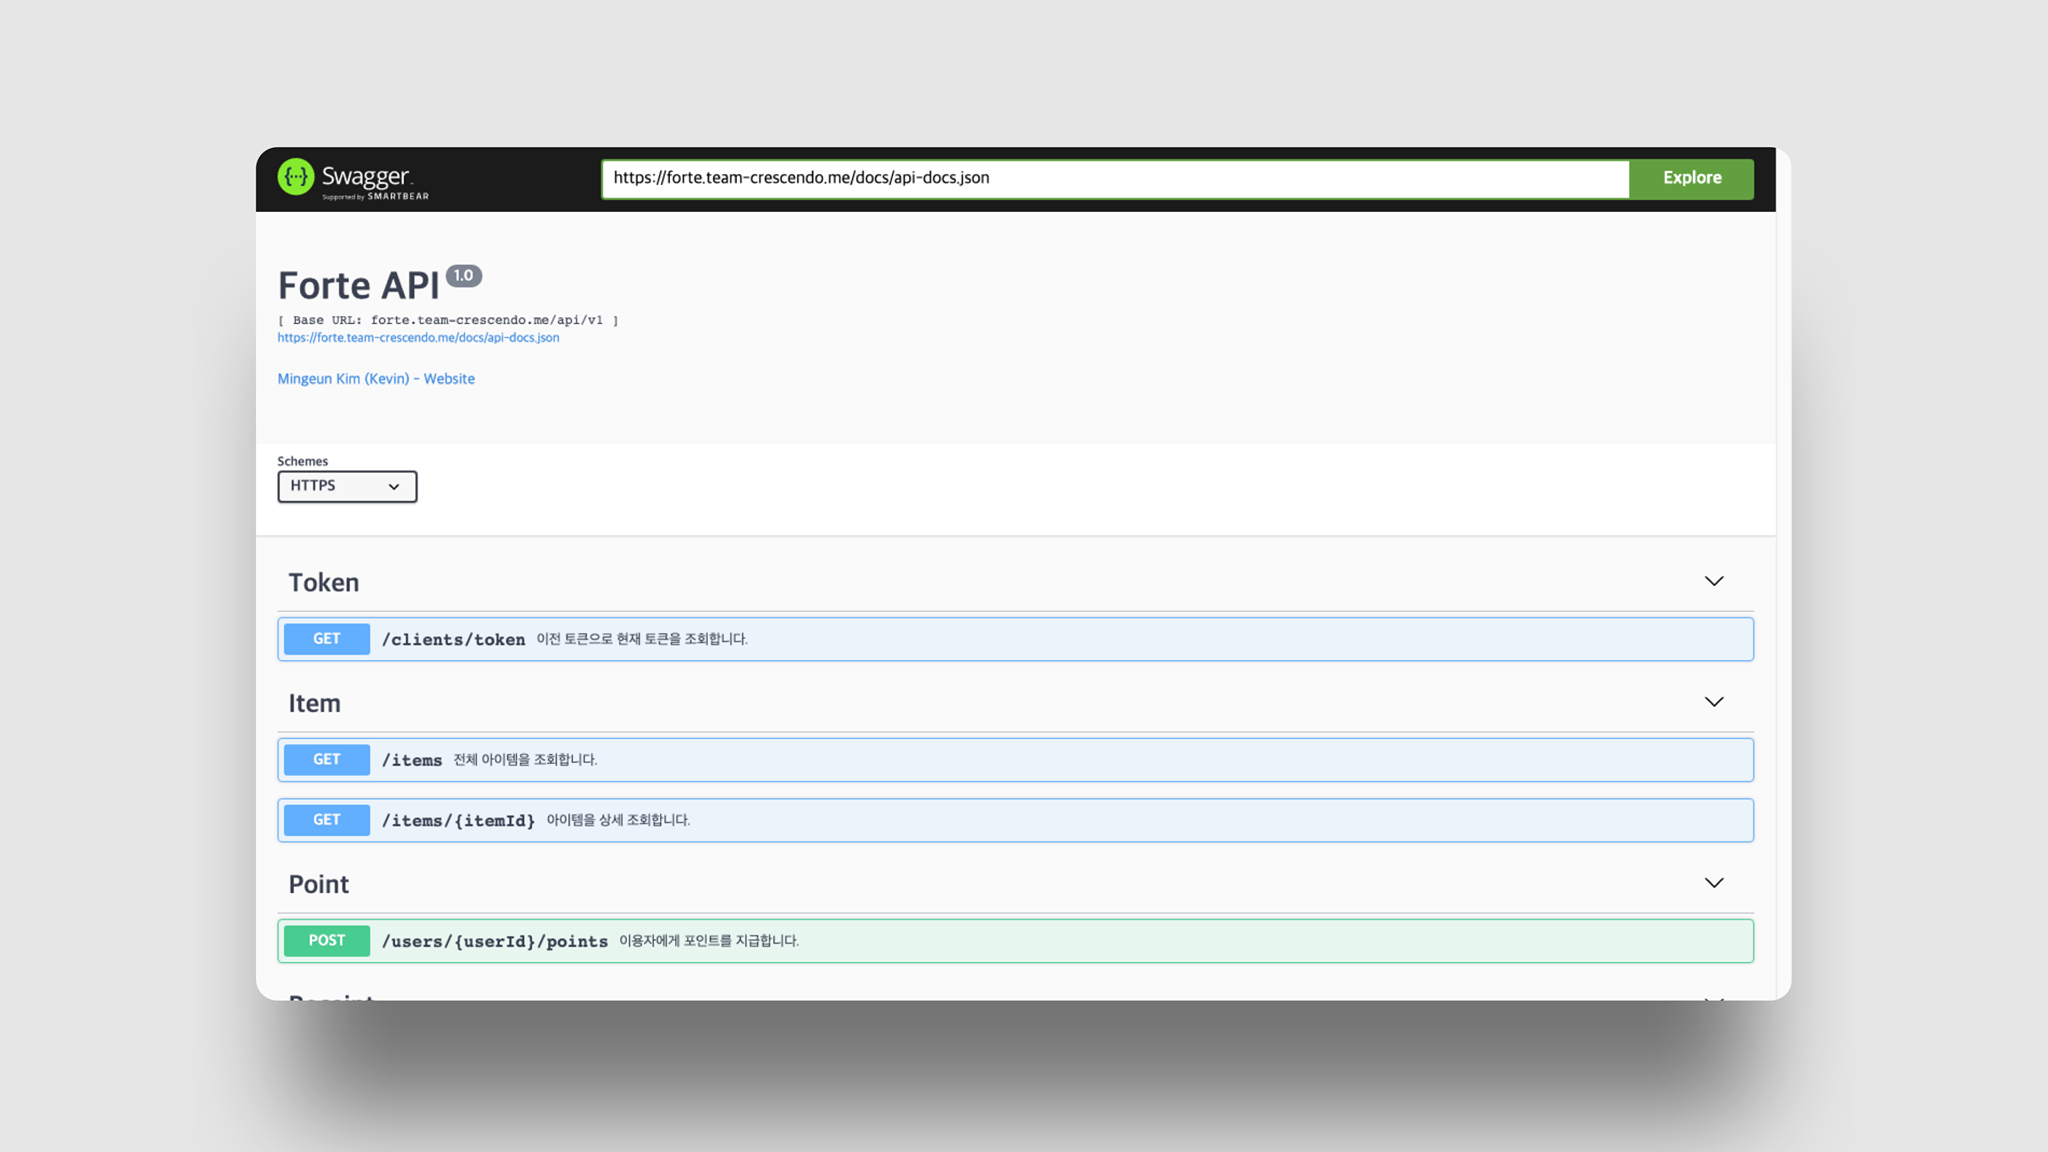 Swagger
Supported by SMARTBEAR
https://forte.team-crescendo.me/docs/api-docs.json
Explore
Forte API 1.0
[ Base URL: forte.team-crescendo.me/api/v1 ]
https://forte.team-crescendo.me/docs/api-docs.json
Mingeun Kim (Kevin) - Website
Schemes
HTTPS
Token
GET /clients/token 이전 토큰으로 현재 토큰을 조회합니다.
Item
GET /items 전체 아이템을 조회합니다.
GET /items/{itemId} 아이템을 상세 조회합니다.
Point
POST /users/{userId}/points 이용자에게 포인트를 지급합니다.